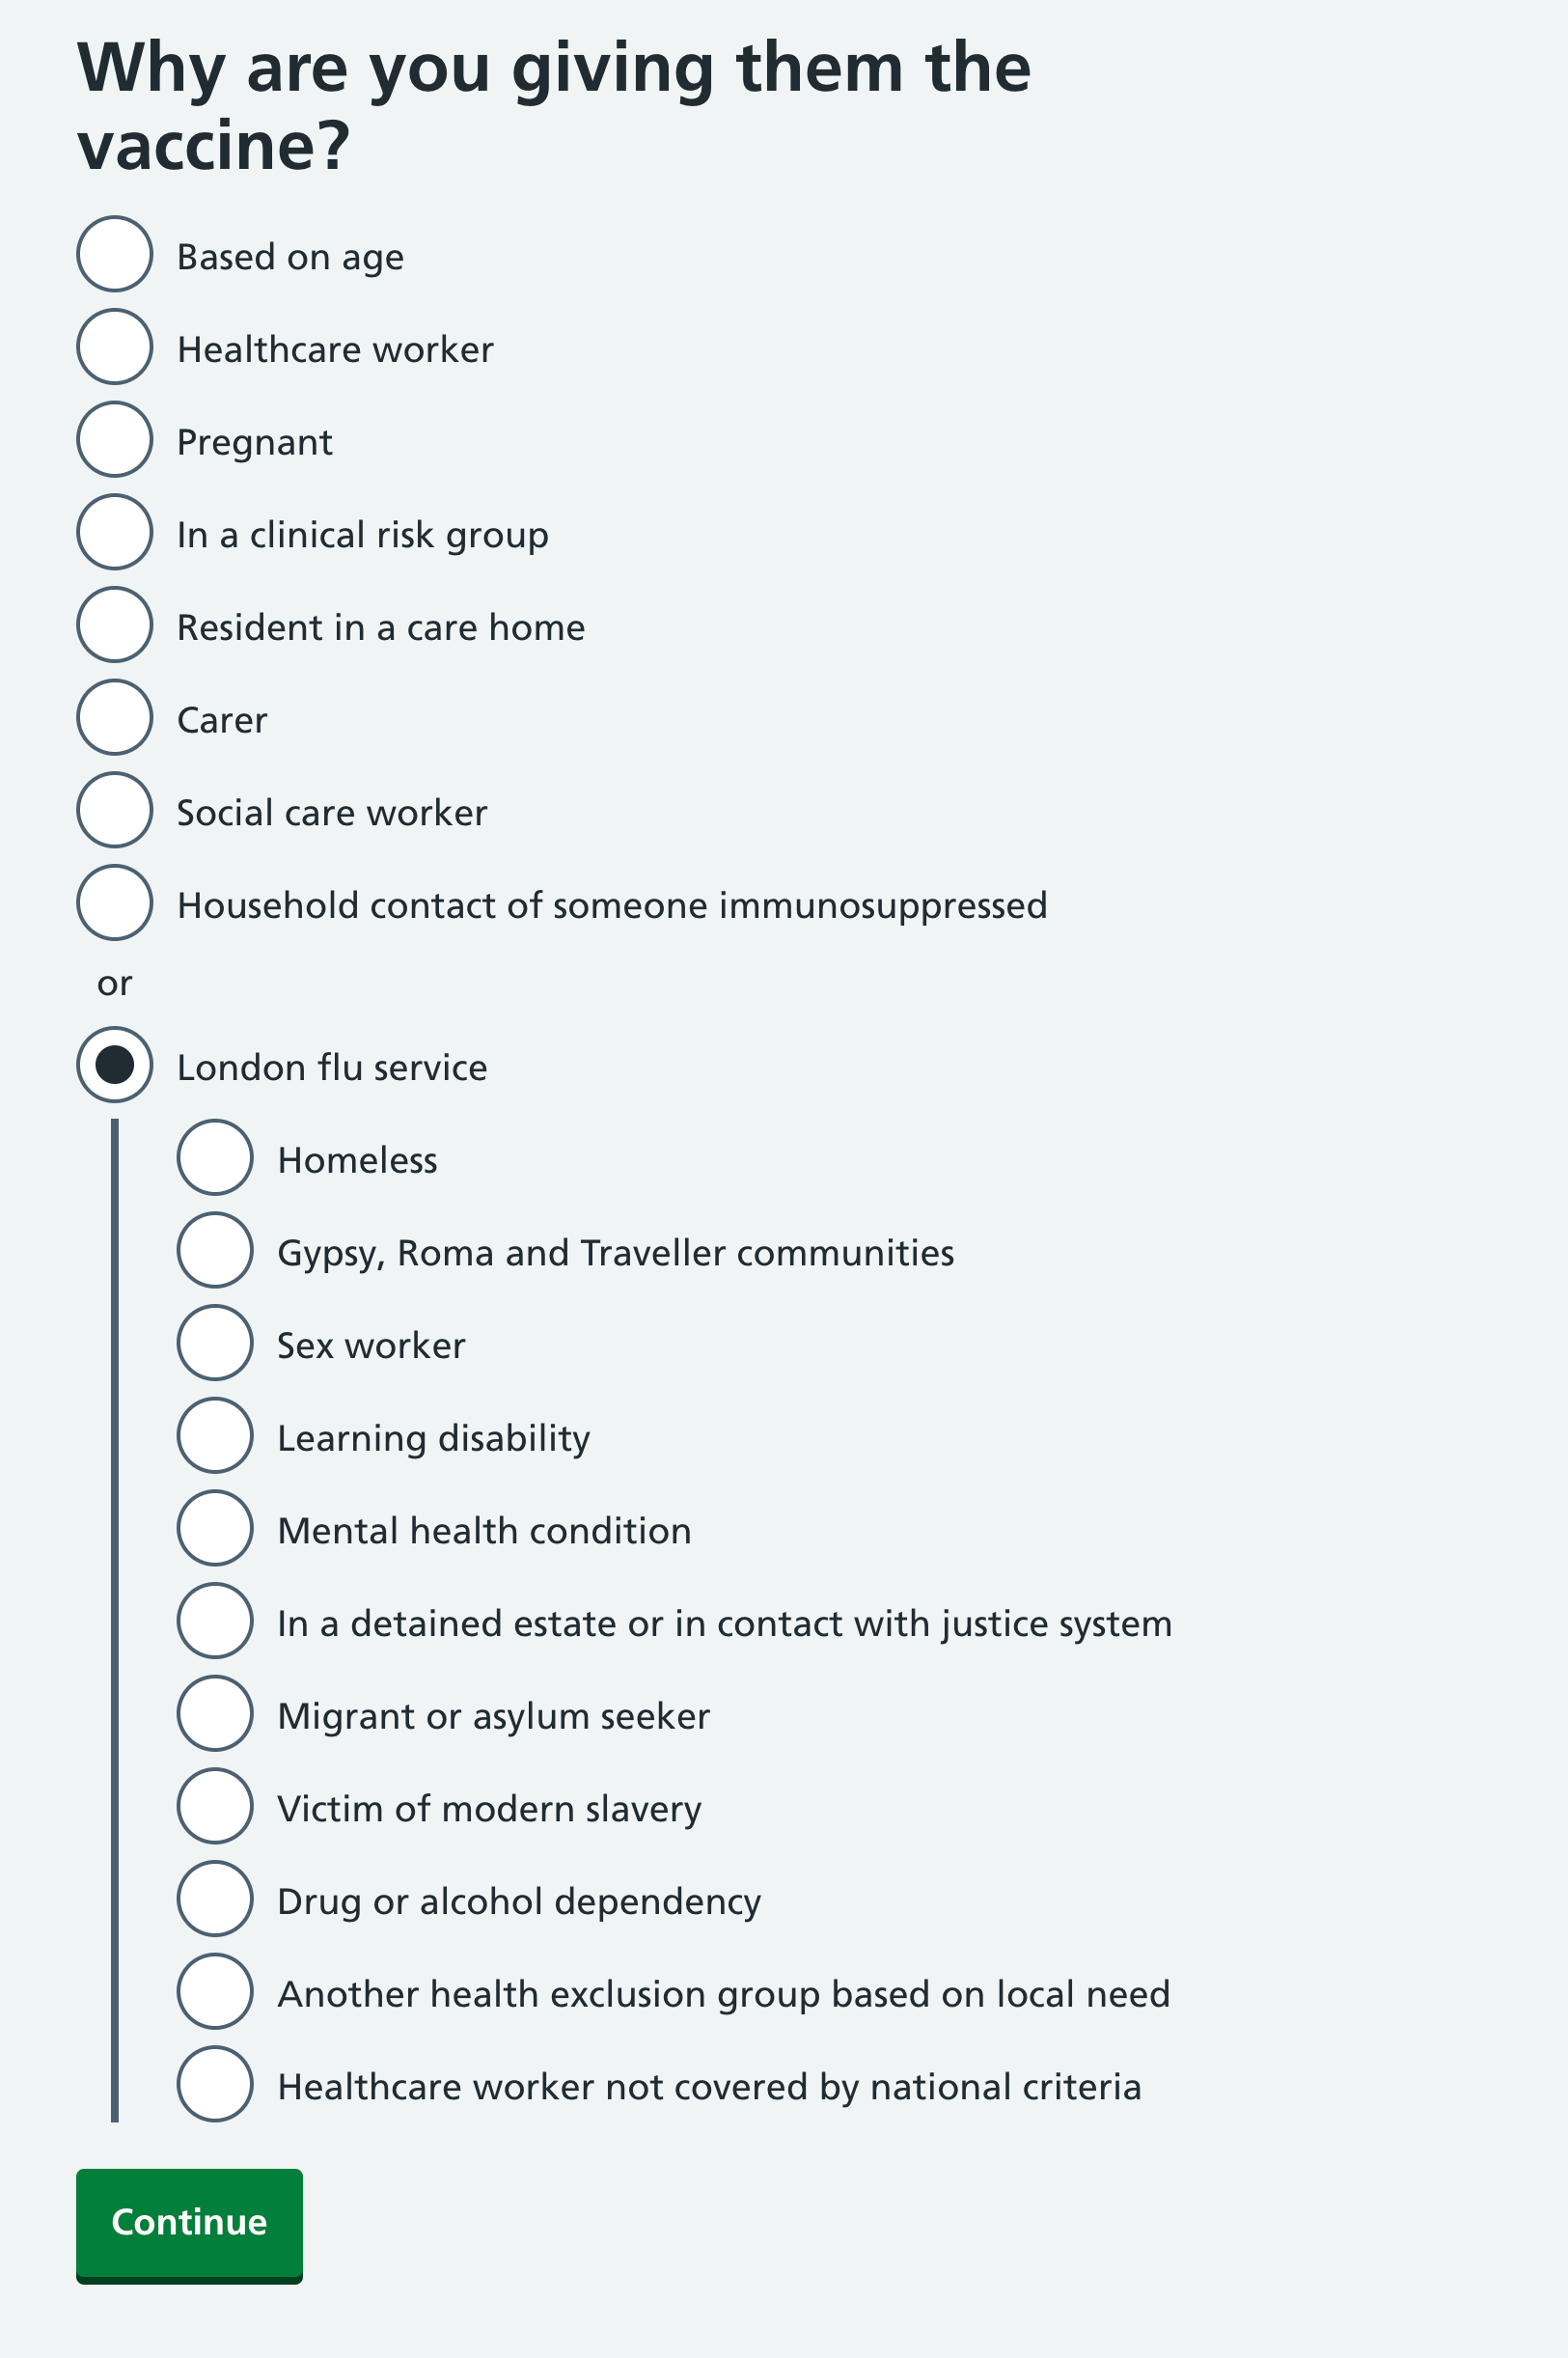 Why are you giving them the
vaccine?
Based on age
Healthcare worker
Pregnant
In a clinical risk group
Resident in a care home
Carer
Social care worker
Household contact of someone immunosuppressed
or
London flu service
Homeless
Gypsy, Roma and Traveller communities
Sex worker
Learning disability
Mental health condition
In a detained estate or in contact with justice system
Migrant or asylum seeker
Victim of modern slavery
Drug or alcohol dependency
Another health exclusion group based on local need
Healthcare worker not covered by national criteria
Continue